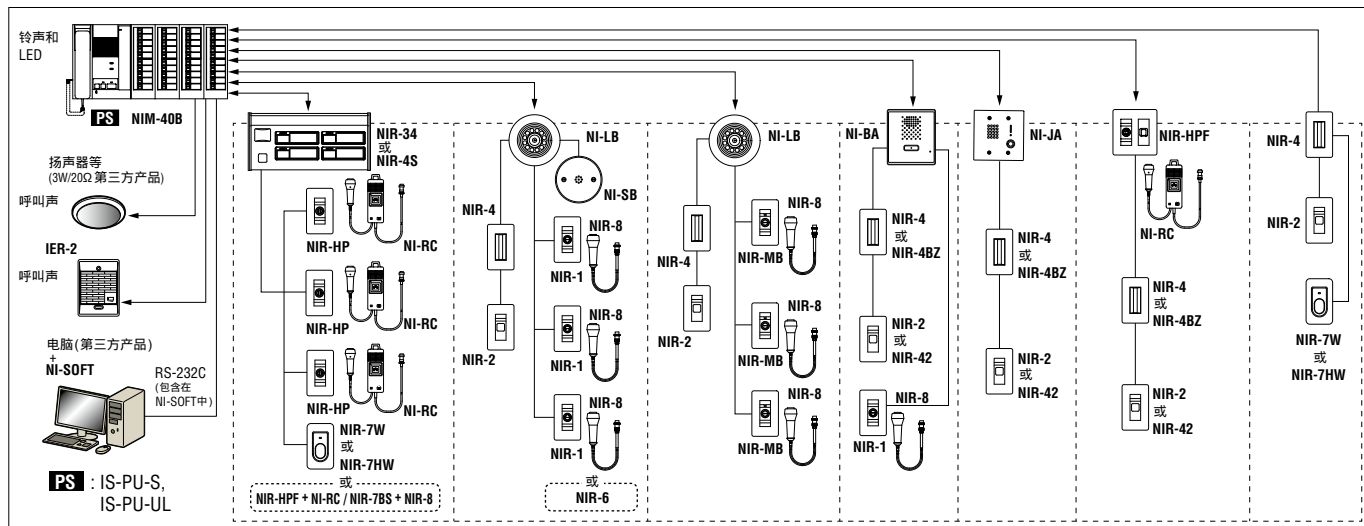 铃声和
LED
PS NIM-40B
扬声器等
(3W/20Ω 第三方产品)
呼叫声
IER-2
呼叫声
电脑(第三方产品)
+
NI-SOFT
RS-232C
(包含在
NI-SOFT中)
PS : IS-PU-S,
IS-PU-UL
NIR-34
或
NIR-4S
NIR-HP
NI-RC
NIR-HP
NI-RC
NIR-HP
NI-RC
NIR-7W
或
NIR-7HW
或
NIR-HPF + NI-RC / NIR-7BS + NIR-8
NI-LB
NI-SB
NIR-4
NIR-2
NIR-8
NIR-1
NIR-8
NIR-1
NIR-8
NIR-1
或
NIR-6
NI-LB
NIR-4
NIR-2
NIR-8
NIR-MB
NIR-8
NIR-MB
NIR-8
NIR-MB
NI-BA
NIR-4
或
NIR-4BZ
NIR-2
或
NIR-42
NIR-8
NIR-1
NI-JA
NIR-4
或
NIR-4BZ
NIR-2
或
NIR-42
NIR-HPF
NI-RC
NIR-4
或
NIR-4BZ
NIR-2
或
NIR-42
NIR-4
NIR-2
NIR-7W
或
NIR-7HW